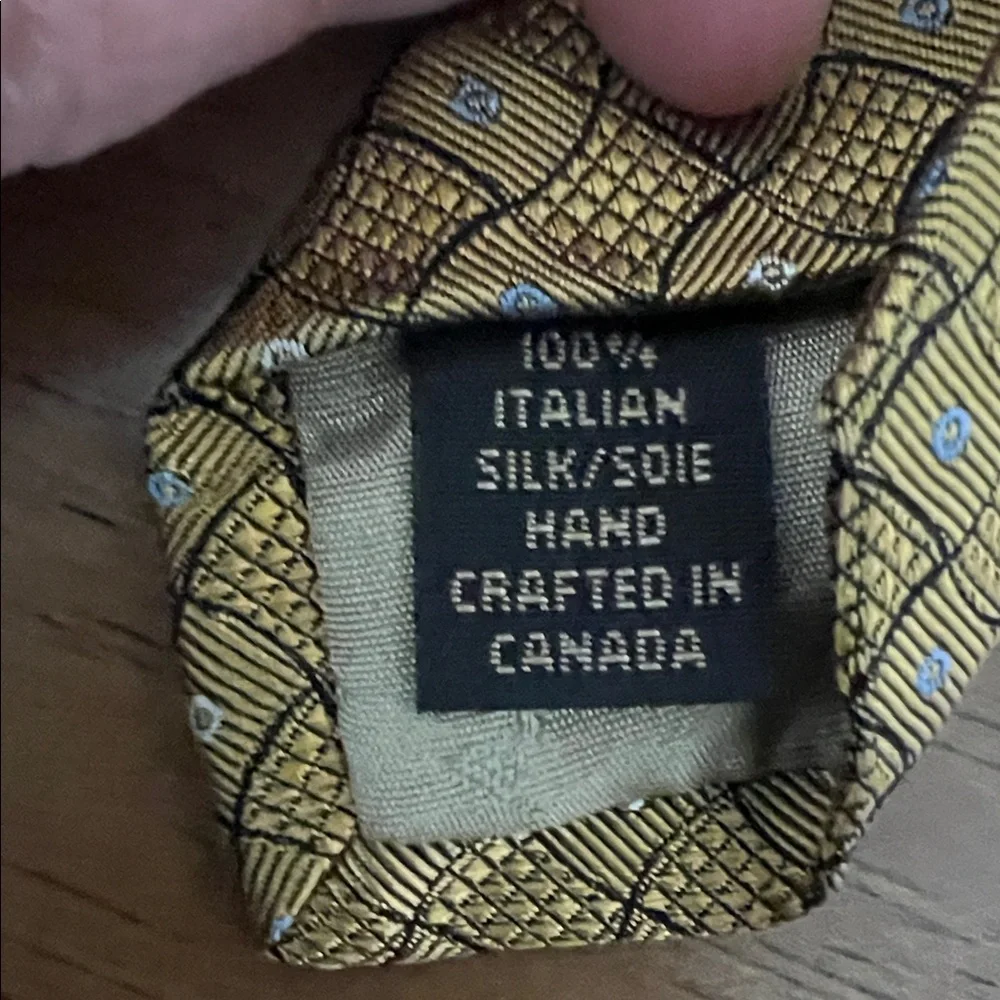 100%
ITALIAN
SILK/SOIE
HAND
CRAFTED IN
CANADA